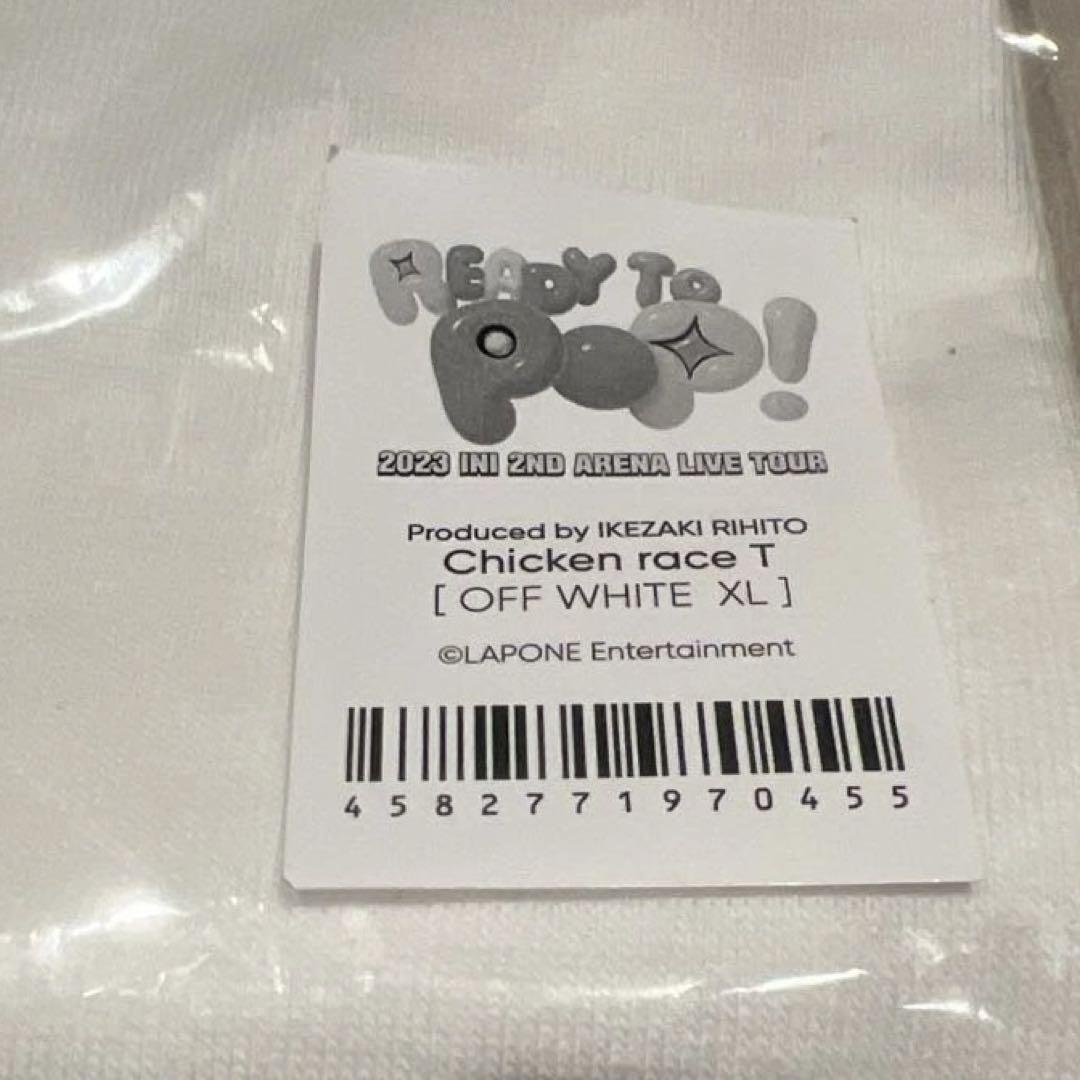 READY TO
POP!
2023 INI 2ND ARENA LIVE TOUR
Produced by IKEZAKI RIHITO
Chicken race T
[ OFF WHITE XL ]
©LAPONE Entertainment
4582771970455